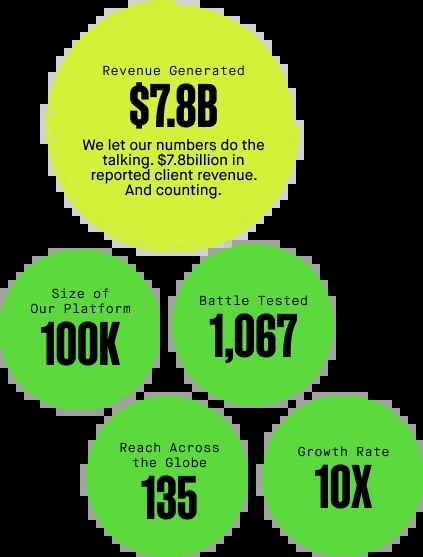 Revenue Generated
$7.8B
We let our numbers do the
talking. $7.8billion in
reported client revenue.
And counting.
Size of
Our Platform
100K
Battle Tested
1,067
Reach Across
the Globe
135
Growth Rate
10X